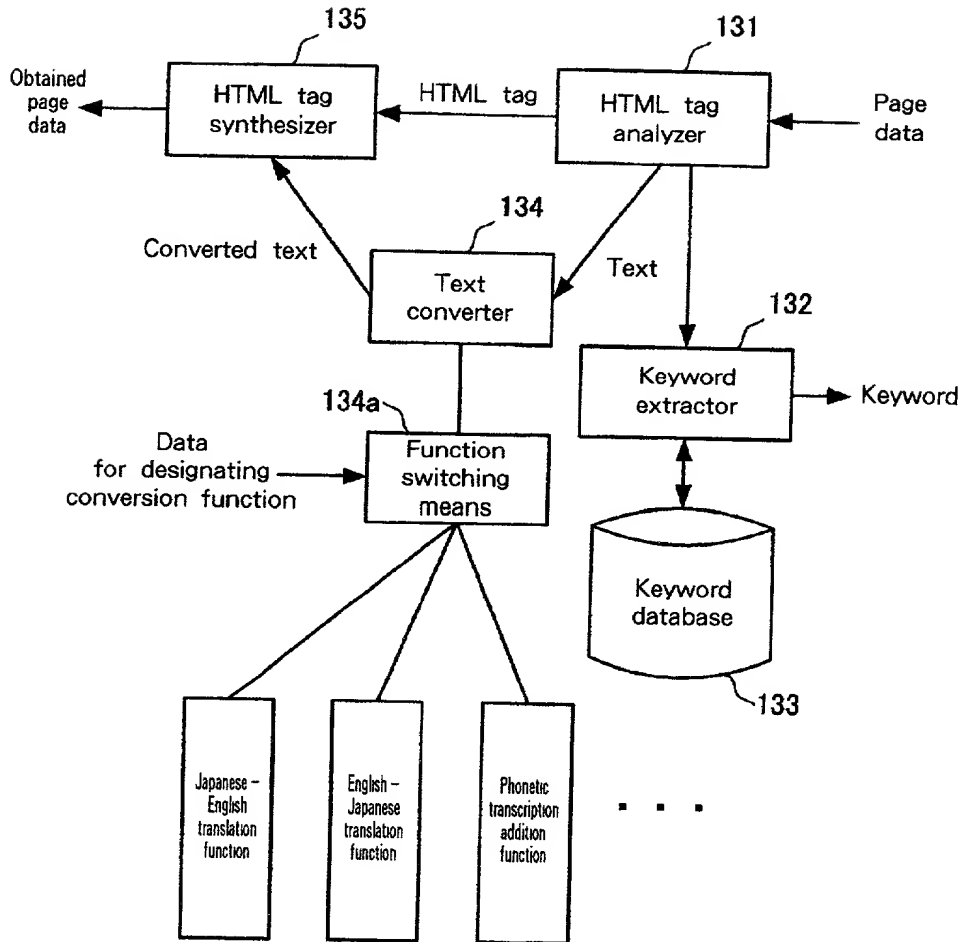 135
131
Obtained
page
data
HTML tag
synthesizer
HTML tag
HTML tag
analyzer
Page
data
134
Converted text
Text
converter
Text
132
Keyword
extractor
Keyword
134a
Data
for designating
conversion function
Function
switching
means
Keyword
database
133
Japanese –
English
translation
function
English –
Japanese
translation
function
Phonetic
transcription
addition
function
. . .